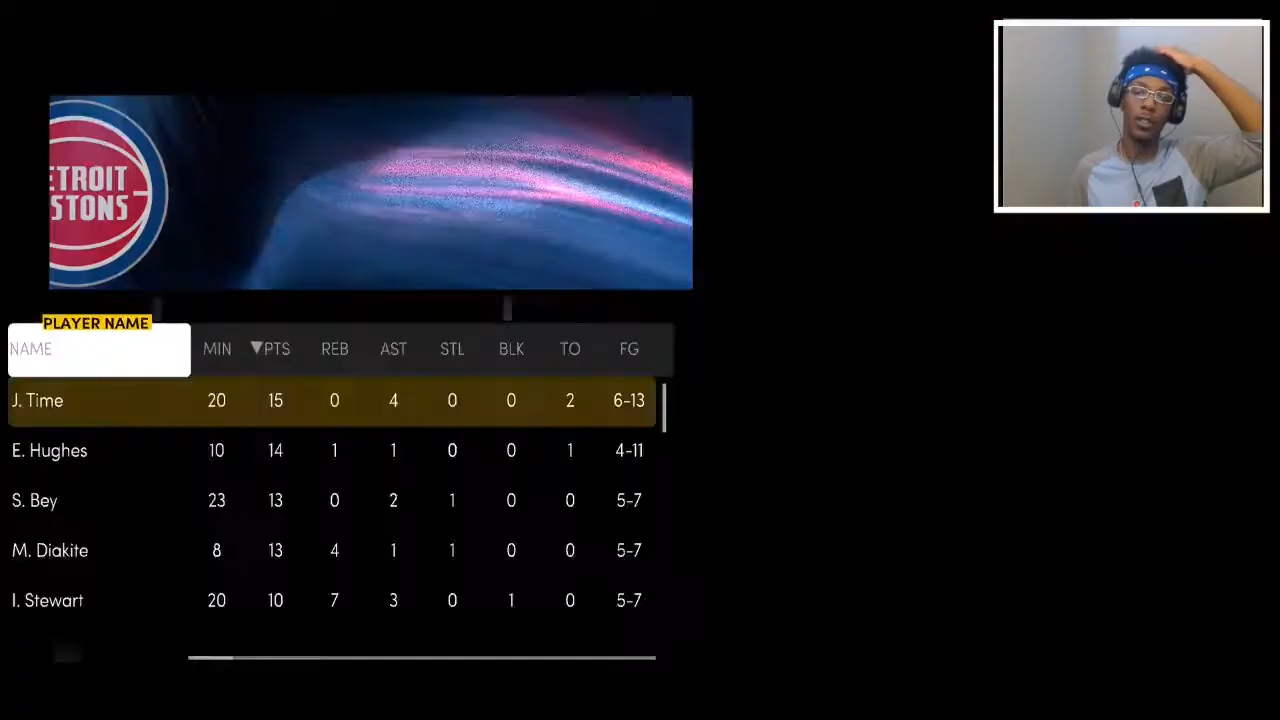 ETROIT
STONS
PLAYER NAME
NAME MIN ▼PTS REB AST STL BLK TO FG
J. Time 20 15 0 4 0 0 2 6-13
E. Hughes 10 14 1 1 0 0 1 4-11
S. Bey 23 13 0 2 1 0 0 5-7
M. Diakite 8 13 4 1 1 0 0 5-7
I. Stewart 20 10 7 3 0 1 0 5-7